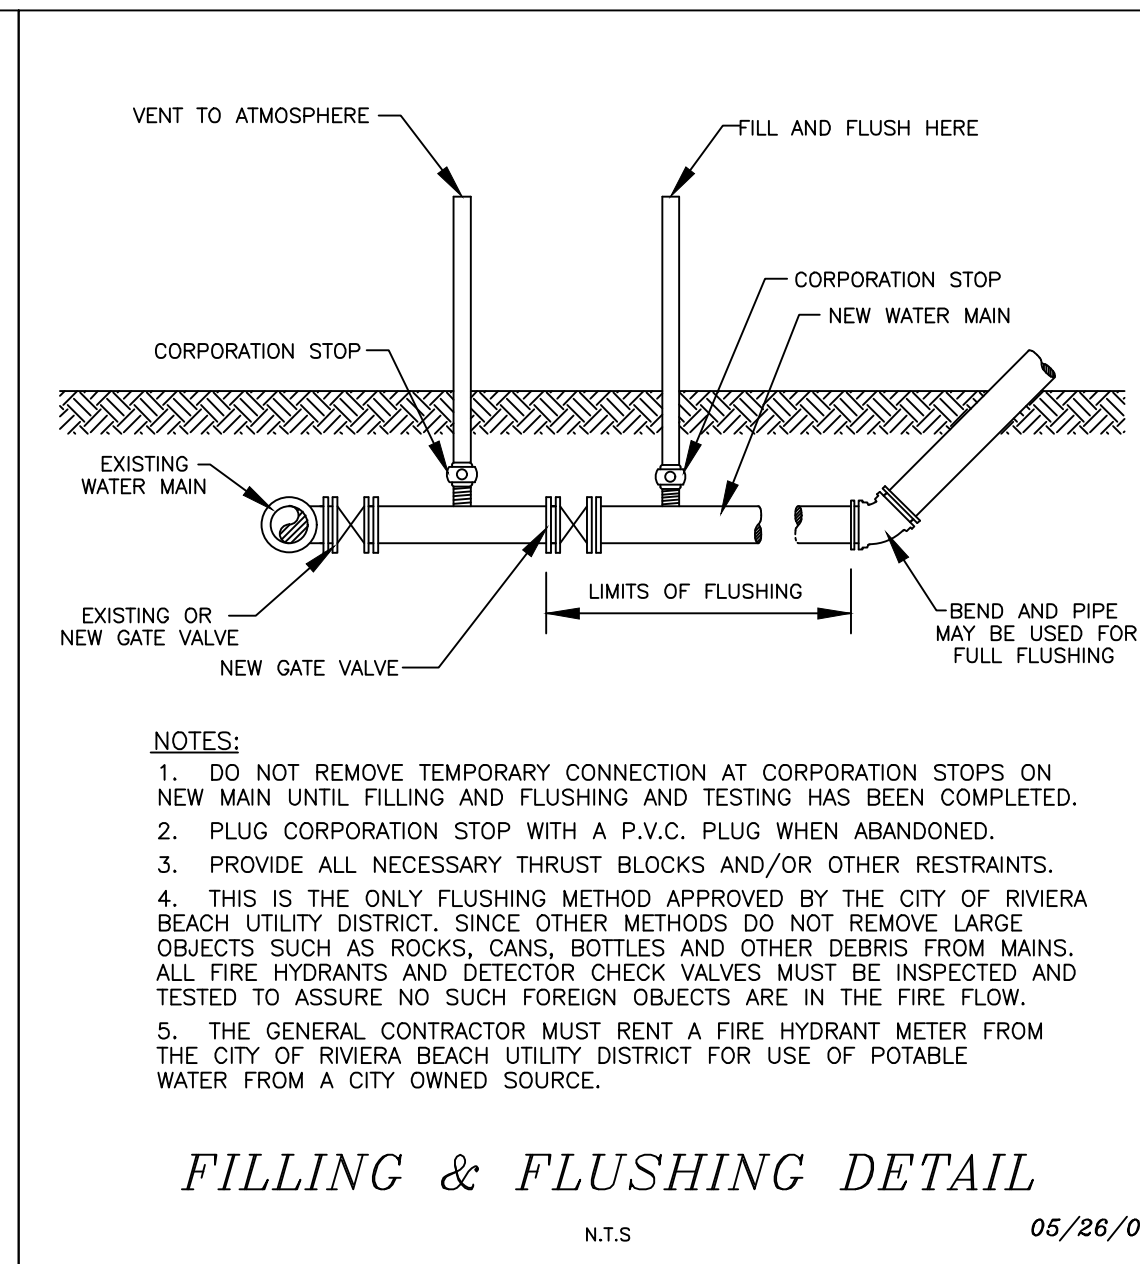 VENT TO ATMOSPHERE
FILL AND FLUSH HERE
CORPORATION STOP
NEW WATER MAIN
CORPORATION STOP
EXISTING
WATER MAIN
LIMITS OF FLUSHING
EXISTING OR
NEW GATE VALVE
NEW GATE VALVE
BEND AND PIPE
MAY BE USED FOR
FULL FLUSHING
NOTES:
1. DO NOT REMOVE TEMPORARY CONNECTION AT CORPORATION STOPS ON
NEW MAIN UNTIL FILLING AND FLUSHING AND TESTING HAS BEEN COMPLETED.
2. PLUG CORPORATION STOP WITH A P.V.C. PLUG WHEN ABANDONED.
3. PROVIDE ALL NECESSARY THRUST BLOCKS AND/OR OTHER RESTRAINTS.
4. THIS IS THE ONLY FLUSHING METHOD APPROVED BY THE CITY OF RIVIERA
BEACH UTILITY DISTRICT. SINCE OTHER METHODS DO NOT REMOVE LARGE
OBJECTS SUCH AS ROCKS, CANS, BOTTLES AND OTHER DEBRIS FROM MAINS.
ALL FIRE HYDRANTS AND DETECTOR CHECK VALVES MUST BE INSPECTED AND
TESTED TO ASSURE NO SUCH FOREIGN OBJECTS ARE IN THE FIRE FLOW.
5. THE GENERAL CONTRACTOR MUST RENT A FIRE HYDRANT METER FROM
THE CITY OF RIVIERA BEACH UTILITY DISTRICT FOR USE OF POTABLE
WATER FROM A CITY OWNED SOURCE.
FILLING & FLUSHING DETAIL
N.T.S
05/26/0